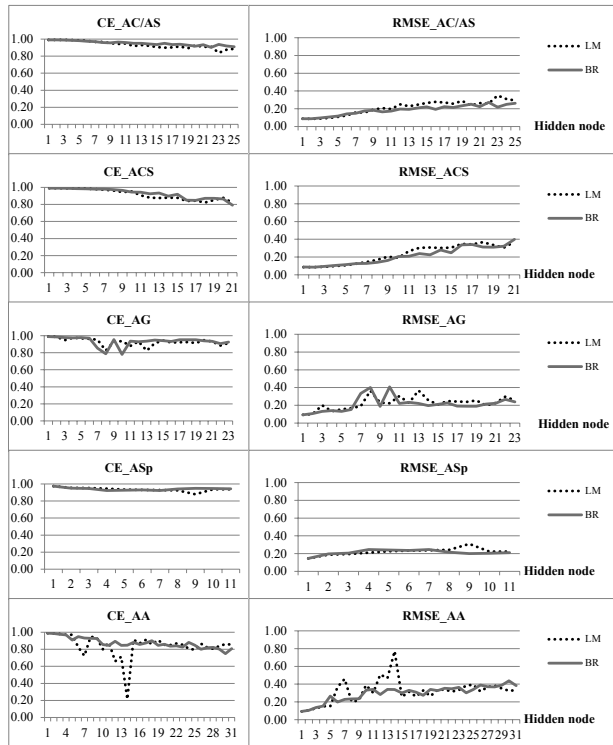 CE_AC/AS
1.00
0.80
0.60
0.40
0.20
0.00
1 3 5 7 9 11 13 15 17 19 21 23 25
RMSE_AC/AS
1.00
0.80
0.60
0.40
0.20
0.00
1 3 5 7 9 11 13 15 17 19 21 23 25
LM
BR
Hidden node
CE_ACS
1.00
0.80
0.60
0.40
0.20
0.00
1 3 5 7 9 11 13 15 17 19 21
RMSE_ACS
1.00
0.80
0.60
0.40
0.20
0.00
1 3 5 7 9 11 13 15 17 19 21
LM
BR
Hidden node
CE_AG
1.00
0.80
0.60
0.40
0.20
0.00
1 3 5 7 9 11 13 15 17 19 21 23
RMSE_AG
1.00
0.80
0.60
0.40
0.20
0.00
1 3 5 7 9 11 13 15 17 19 21 23
LM
BR
Hidden node
CE_ASp
1.00
0.80
0.60
0.40
0.20
0.00
1 2 3 4 5 6 7 8 9 10 11
RMSE_ASp
1.00
0.80
0.60
0.40
0.20
0.00
1 2 3 4 5 6 7 8 9 10 11
LM
BR
Hidden node
CE_AA
1.00
0.80
0.60
0.40
0.20
0.00
1 4 7 10 13 16 19 22 25 28 31
RMSE_AA
1.00
0.80
0.60
0.40
0.20
0.00
1 3 5 7 9 11 13 15 17 19 21 23 25 27 29 31
LM
BR
Hidden node